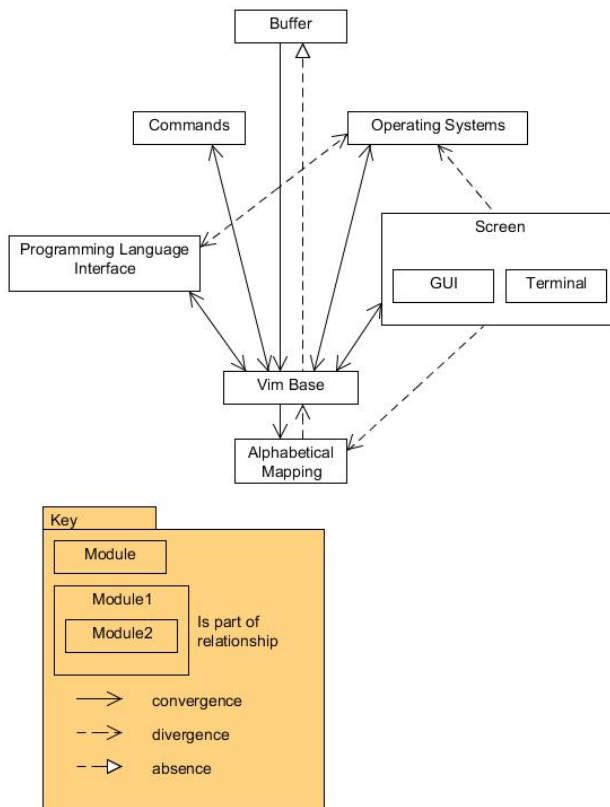 Buffer
Commands
Operating Systems
Programming Language
Interface
Screen
GUI
Terminal
Vim Base
Alphabetical
Mapping
Key
Module
Module1
Module2
Is part of
relationship
convergence
divergence
absence